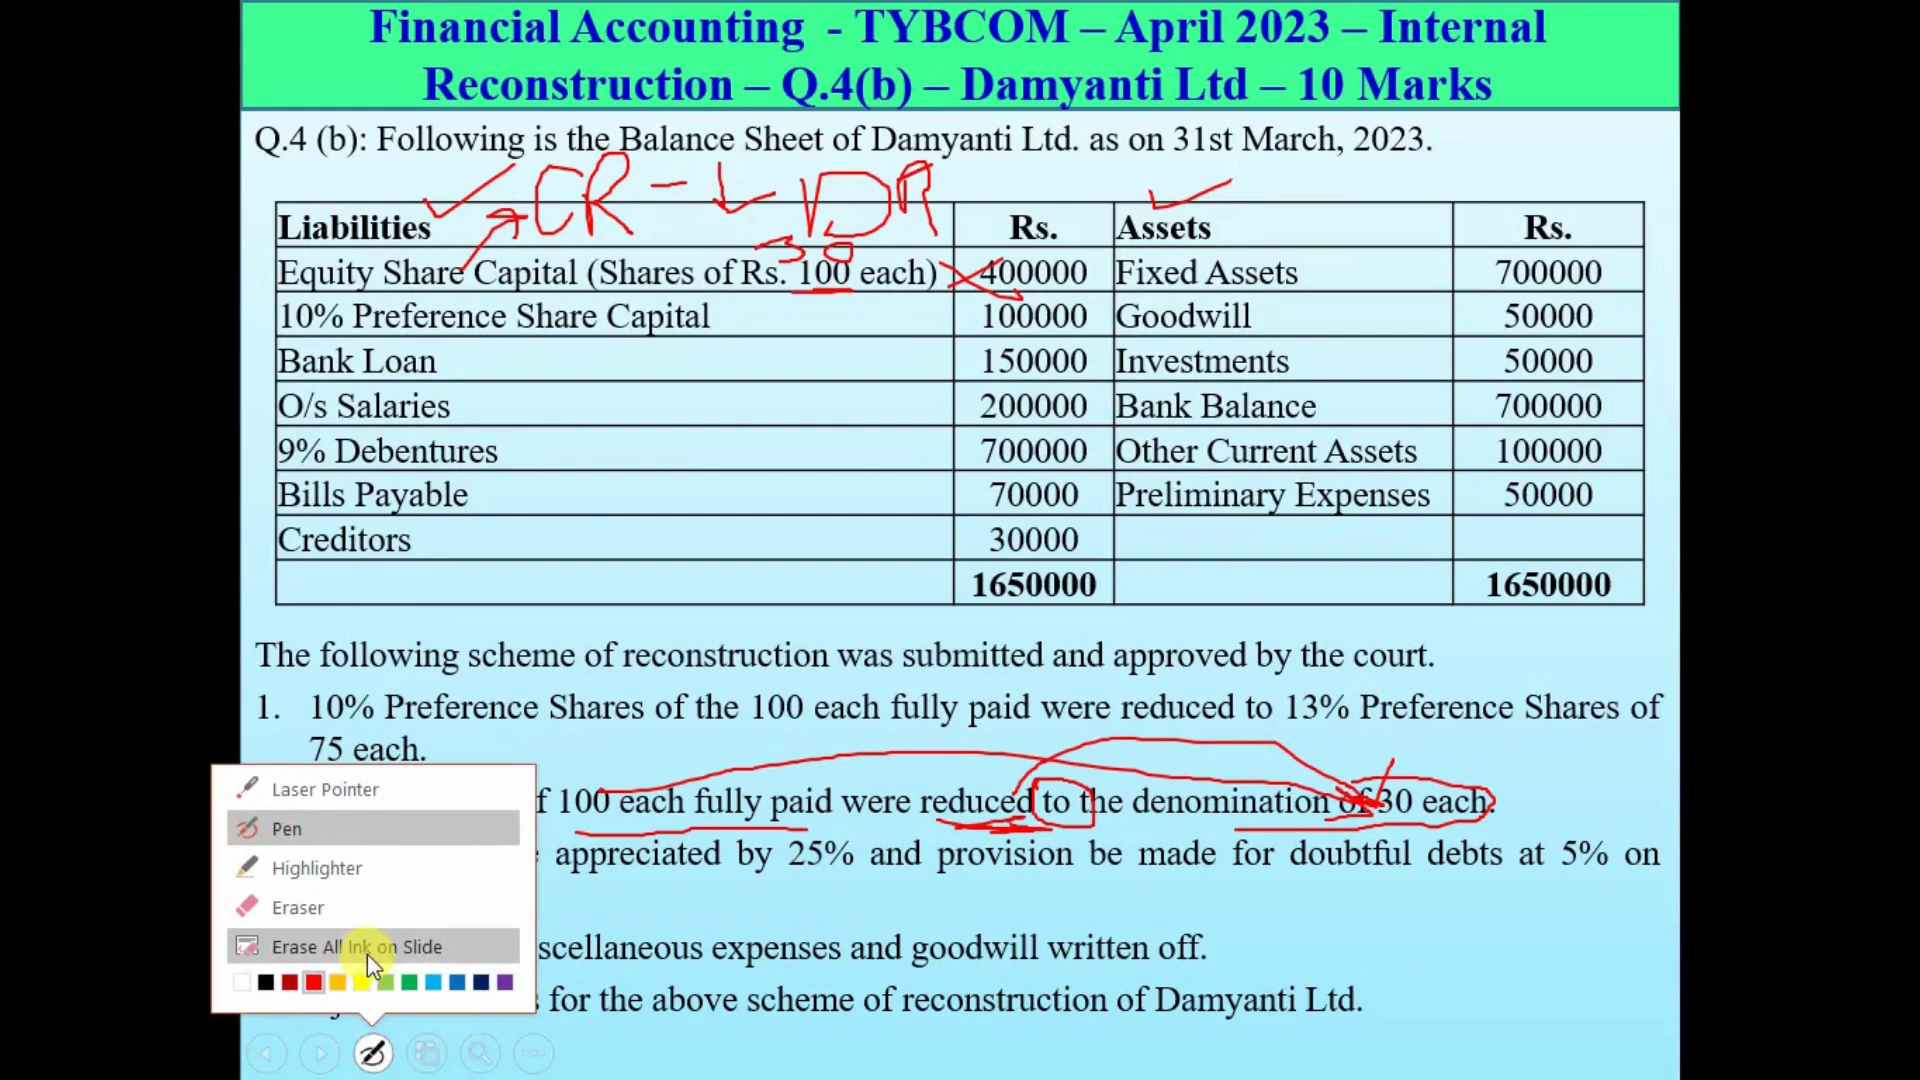 Financial Accounting - TYBCOM – April 2023 – Internal
Reconstruction – Q.4(b) – Damyanti Ltd – 10 Marks
Q.4 (b): Following is the Balance Sheet of Damyanti Ltd. as on 31st March, 2023.
CR – ↓ DR
Liabilities Rs. Assets Rs.
30
Equity Share Capital (Shares of Rs. 100 each) 400000 Fixed Assets 700000
10% Preference Share Capital 100000 Goodwill 50000
Bank Loan 150000 Investments 50000
O/s Salaries 200000 Bank Balance 700000
9% Debentures 700000 Other Current Assets 100000
Bills Payable 70000 Preliminary Expenses 50000
Creditors 30000
1650000 1650000
The following scheme of reconstruction was submitted and approved by the court.
1. 10% Preference Shares of the 100 each fully paid were reduced to 13% Preference Shares of
75 each.
f 100 each fully paid were reduced to the denomination of 30 each.
appreciated by 25% and provision be made for doubtful debts at 5% on
scellaneous expenses and goodwill written off.
for the above scheme of reconstruction of Damyanti Ltd.
Laser Pointer
Pen
Highlighter
Eraser
Erase All Ink on Slide